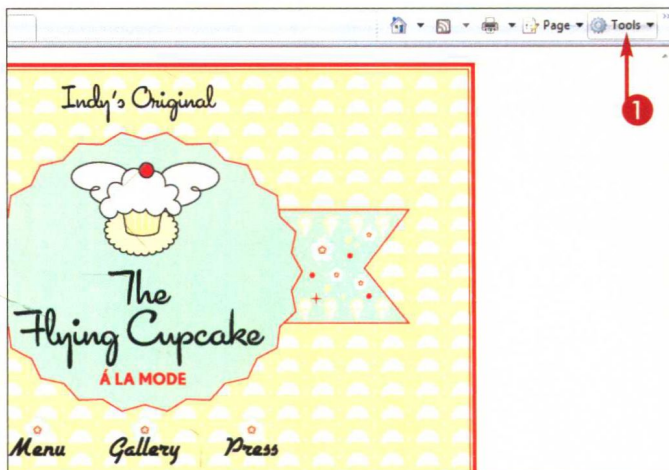 Page Tools
1
Indy's Original
The
Flying Cupcake
Á LA MODE
Menu Gallery Press